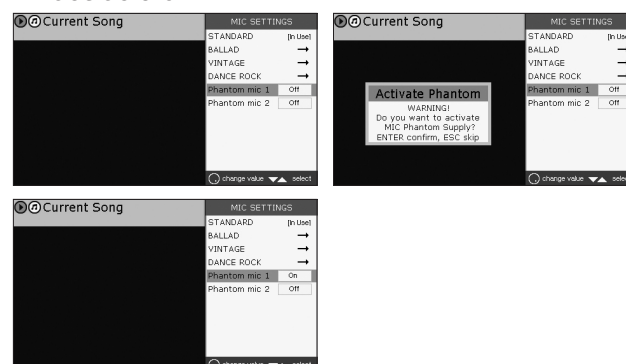 Current Song
MIC SETTINGS
STANDARD [In Use]
BALLAD
VINTAGE
DANCE ROCK
Phantom mic 1 Off
Phantom mic 2 Off
change value select
Current Song
MIC SETTINGS
STANDARD
BALLAD
VINTAGE
DANCE ROCK
Phantom mic 1 Off
Phantom mic 2 Off
Activate Phantom
WARNING!
Do you want to activate
MIC Phantom Supply?
ENTER confirm, ESC skip
change value
Current Song
MIC SETTINGS
STANDARD [In Use]
BALLAD
VINTAGE
DANCE ROCK
Phantom mic 1 On
Phantom mic 2 Off